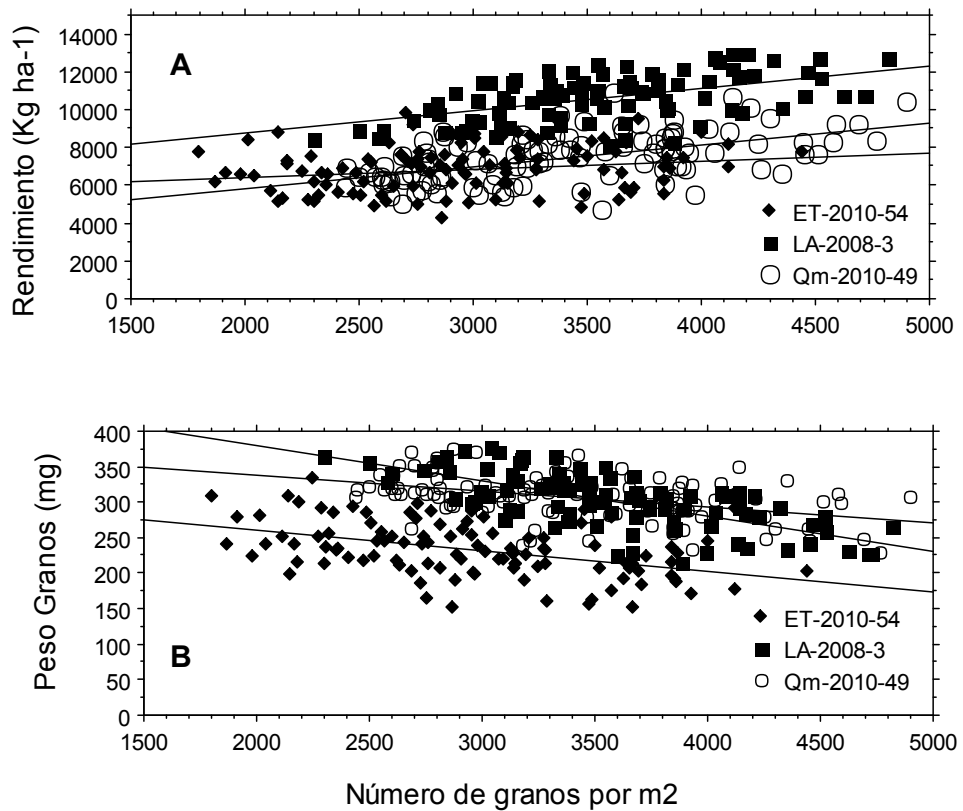 14000
12000
10000
8000
6000
4000
2000
0
A
Rendimiento (Kg ha-1)
ET-2010-54
LA-2008-3
Qm-2010-49
1500 2000 2500 3000 3500 4000 4500 5000
400
350
300
250
200
150
100
50
0
Peso Granos (mg)
B
ET-2010-54
LA-2008-3
Qm-2010-49
1500 2000 2500 3000 3500 4000 4500 5000
Número de granos por m2